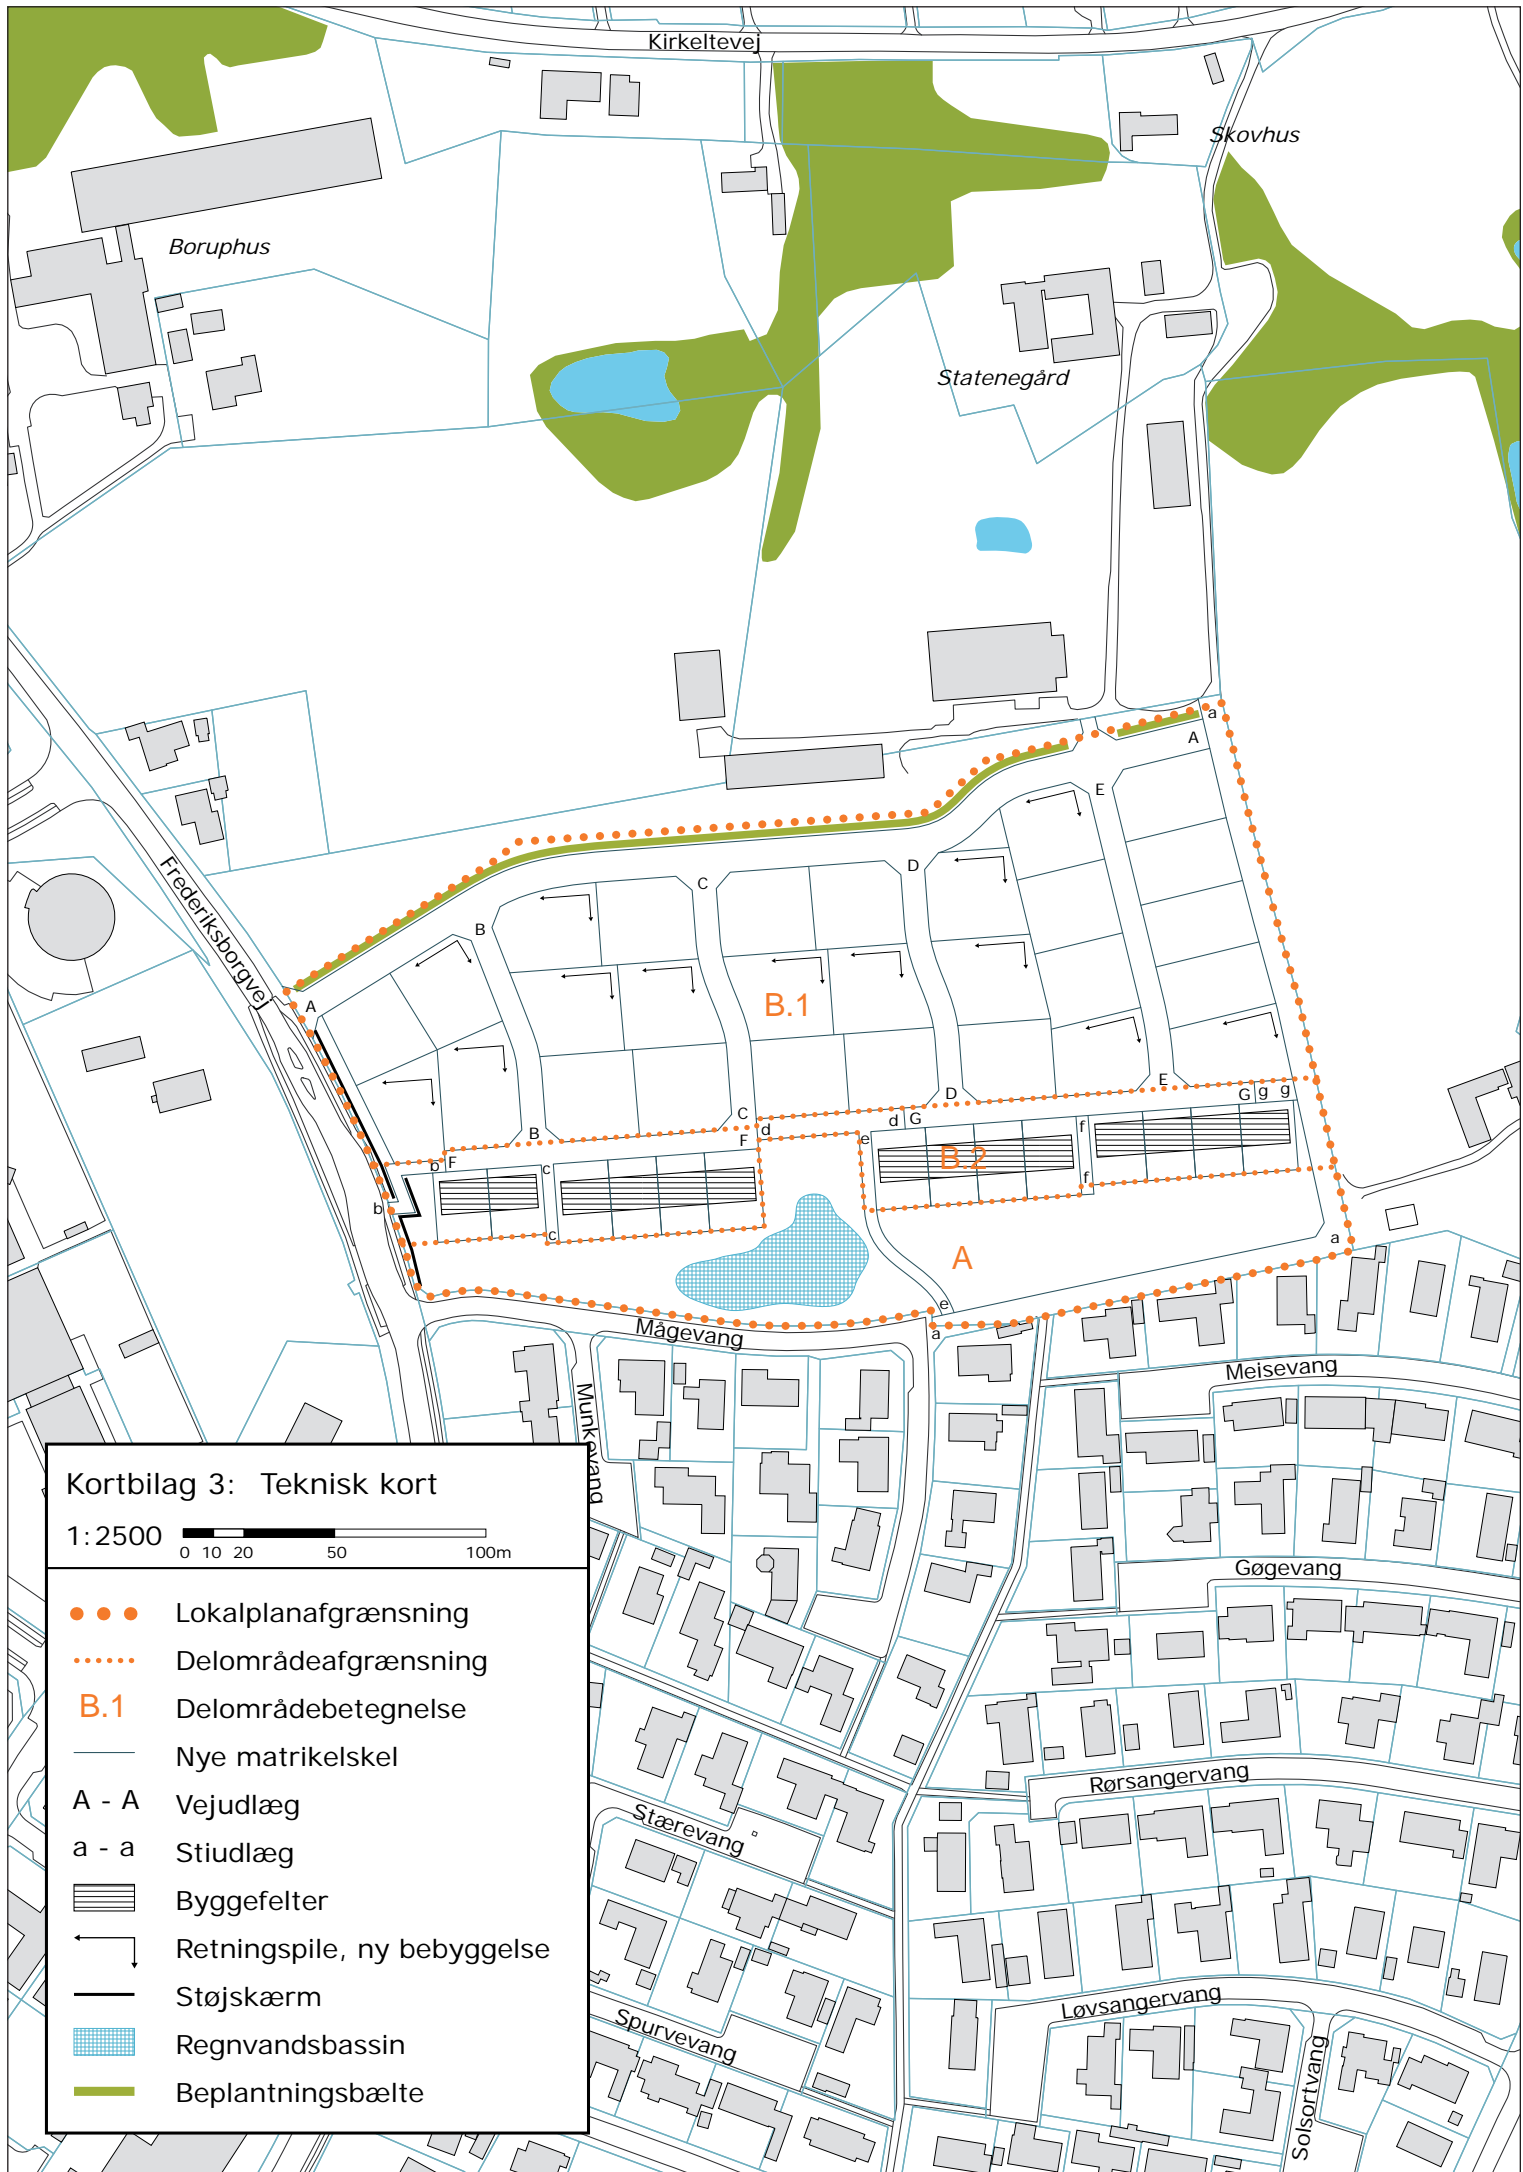 Kirkeltevej
Skovhus
Boruphus
Statenegård
Frederiksborgvej
a
A
E
D
C
B
A
B.1
E
G g g
D
d G
C
d
F
B
b F
c
e
f
B.2
f
b
c
A
a
e
a
Mågevang
Munkevang
Meisevang
Gøgevang
Rørsangervang
Stærevang
Spurvevang
Løvsangervang
Solsortvang
Kortbilag 3: Teknisk kort
1:2500
0 10 20 50 100m
Lokalplanafgrænsning
Delområdeafgrænsning
B.1 Delområdebetegnelse
Nye matrikelskel
A - A Vejudlæg
a - a Stiudlæg
Byggefelter
Retningspile, ny bebyggelse
Støjskærm
Regnvandsbassin
Beplantningsbælte